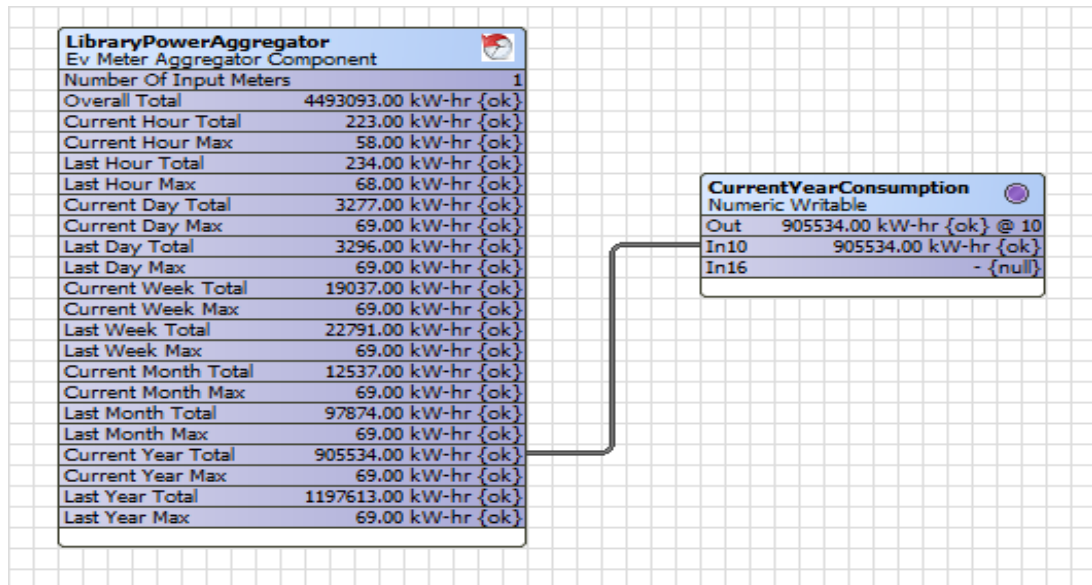 LibraryPowerAggregator
Ev Meter Aggregator Component
Number Of Input Meters 1
Overall Total 4493093.00 kW-hr {ok}
Current Hour Total 223.00 kW-hr {ok}
Current Hour Max 58.00 kW-hr {ok}
Last Hour Total 234.00 kW-hr {ok}
Last Hour Max 68.00 kW-hr {ok}
Current Day Total 3277.00 kW-hr {ok}
Current Day Max 69.00 kW-hr {ok}
Last Day Total 3296.00 kW-hr {ok}
Last Day Max 69.00 kW-hr {ok}
Current Week Total 19037.00 kW-hr {ok}
Current Week Max 69.00 kW-hr {ok}
Last Week Total 22791.00 kW-hr {ok}
Last Week Max 69.00 kW-hr {ok}
Current Month Total 12537.00 kW-hr {ok}
Current Month Max 69.00 kW-hr {ok}
Last Month Total 97874.00 kW-hr {ok}
Last Month Max 69.00 kW-hr {ok}
Current Year Total 905534.00 kW-hr {ok}
Current Year Max 69.00 kW-hr {ok}
Last Year Total 1197613.00 kW-hr {ok}
Last Year Max 69.00 kW-hr {ok}
CurrentYearConsumption
Numeric Writable
Out 905534.00 kW-hr {ok} @ 10
In10 905534.00 kW-hr {ok}
In16 - {null}